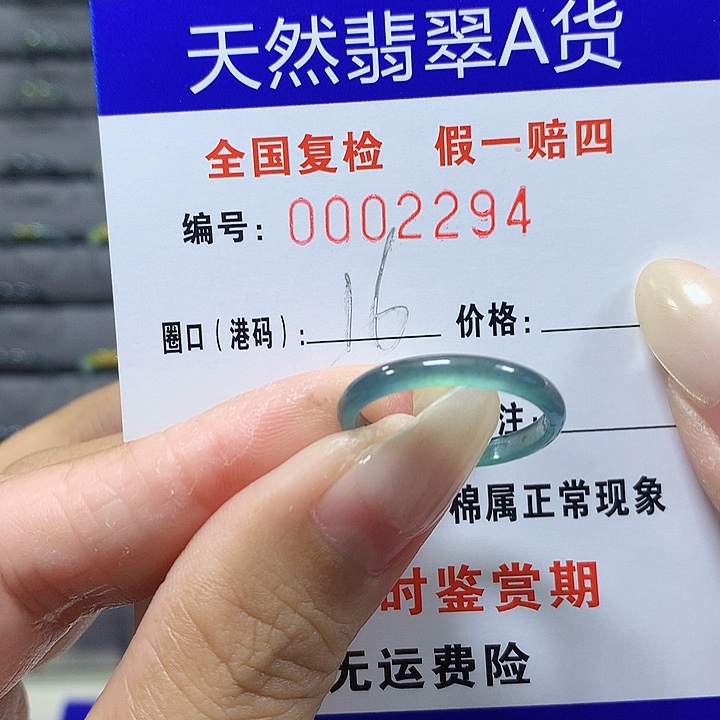 天然翡翠A货
全国复检 假一赔四
编号: 0002294
圈口(港码): 16 价格:
注:
棉属正常现象
时鉴赏期
无运费险